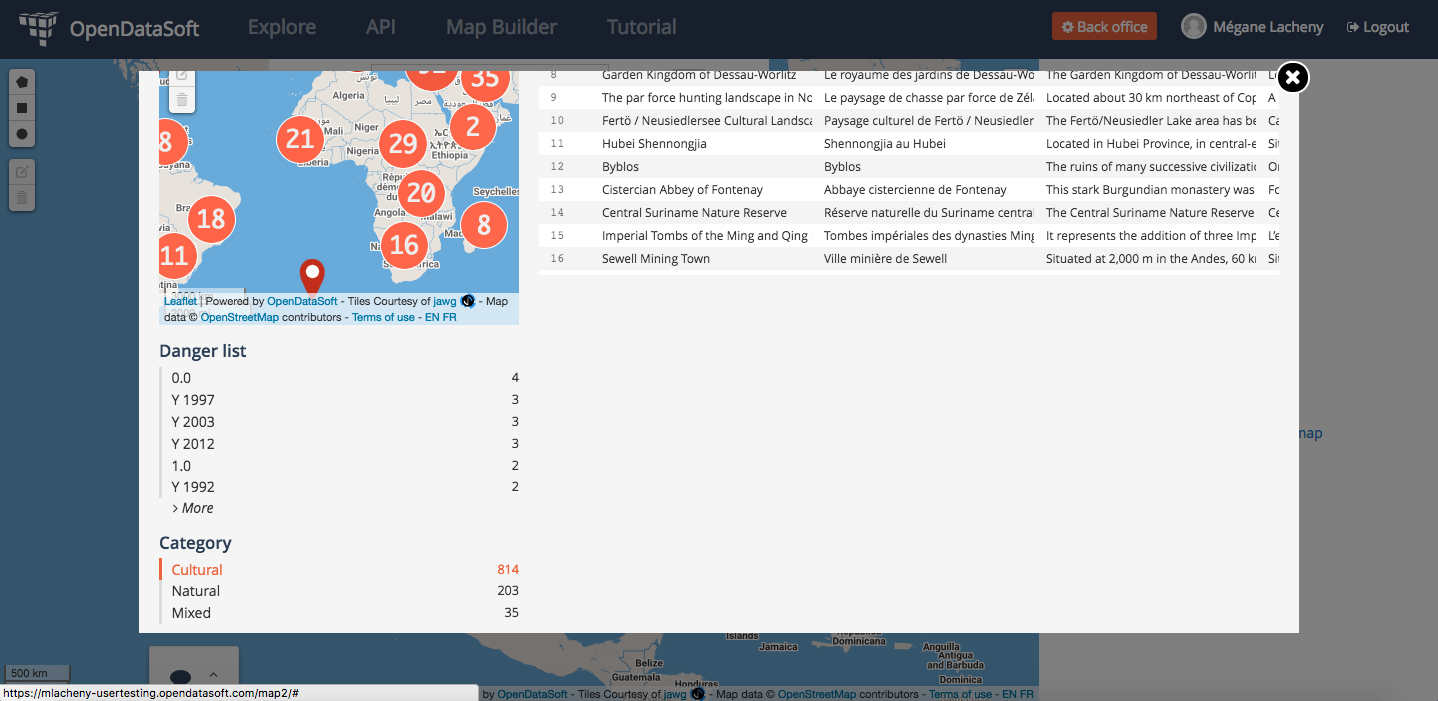 OpenDataSoft
Explore
API
Map Builder
Tutorial
Back office
Mégane Lacheny
Logout
35
Algeria
ليبيا
مصر
2
21
Mali
Niger
29
Nigeria
Ethiopia
8
20
Seychelles
Angola
Malawi
18
8
16
11
Leaflet | Powered by OpenDataSoft - Tiles Courtesy of jawg - Map
data © OpenStreetMap contributors - Terms of use - EN FR
8 Garden Kingdom of Dessau-Wörlitz Le royaume des jardins de Dessau-Wo The Garden Kingdom of Dessau-Wörlit
9 The par force hunting landscape in No Le paysage de chasse par force de Zéla Located about 30 km northeast of Cop A
10 Fertö / Neusiedlersee Cultural Landsca Paysage culturel de Fertö / Neusiedler The Fertö/Neusiedler Lake area has be Ca
11 Hubei Shennongjia Shennongjia au Hubei Located in Hubei Province, in central-e Sit
12 Byblos Byblos The ruins of many successive civilizatio On
13 Cistercian Abbey of Fontenay Abbaye cistercienne de Fontenay This stark Burgundian monastery was Fo
14 Central Suriname Nature Reserve Réserve naturelle du Suriname central The Central Suriname Nature Reserve Ce
15 Imperial Tombs of the Ming and Qing Tombes impériales des dynasties Ming It represents the addition of three Imp L'e
16 Sewell Mining Town Ville minière de Sewell Situated at 2,000 m in the Andes, 60 k Sit
Danger list
0.0 4
Y 1997 3
Y 2003 3
Y 2012 3
1.0 2
Y 1992 2
> More
Category
Cultural 814
Natural 203
Mixed 35
map
Islands
Jamaica
Dominicana
Anguilla
Antigua
and Barbuda
Dominica
Belize
Guatemala
Honduras
500 km
https://mlacheny-usertesting.opendatasoft.com/map2/#
by OpenDataSoft - Tiles Courtesy of jawg - Map data © OpenStreetMap contributors - Terms of use - EN FR